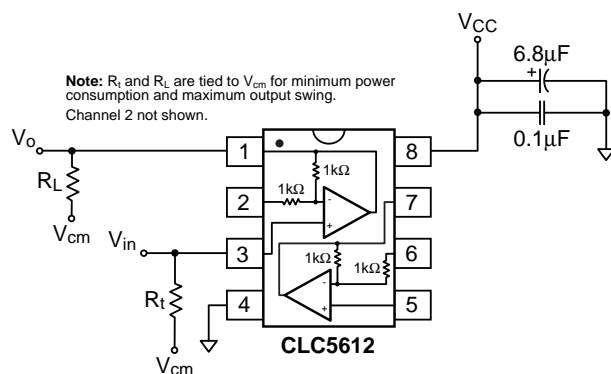 VCC
6.8µF
+
0.1µF
Note: Rt and RL are tied to Vcm for minimum power
consumption and maximum output swing.
Channel 2 not shown.
Vo
RL
Vcm
Vin
Rt
Vcm
1
2
3
4
8
7
6
5
1kΩ
1kΩ
-
+
1kΩ
1kΩ
-
+
CLC5612